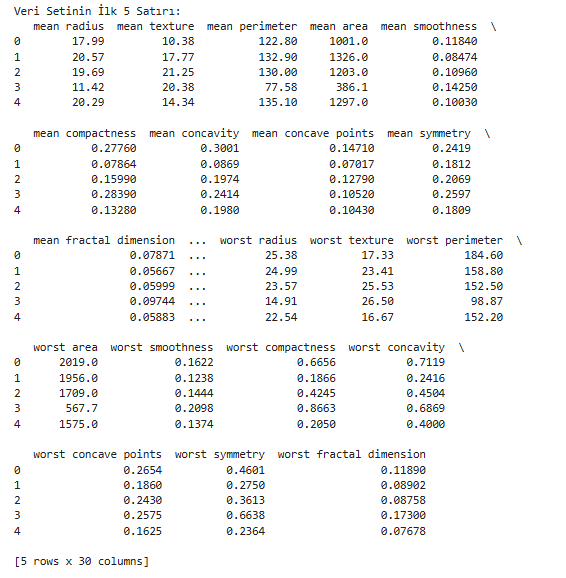 Veri Setinin İlk 5 Satırı:
   mean radius  mean texture  mean perimeter  mean area  mean smoothness  \
0        17.99         10.38          122.80     1001.0          0.11840
1        20.57         17.77          132.90     1326.0          0.08474
2        19.69         21.25          130.00     1203.0          0.10960
3        11.42         20.38           77.58      386.1          0.14250
4        20.29         14.34          135.10     1297.0          0.10030
   mean compactness  mean concavity  mean concave points  mean symmetry  \
0           0.27760          0.3001              0.14710         0.2419
1           0.07864          0.0869              0.07017         0.1812
2           0.15990          0.1974              0.12790         0.2069
3           0.28390          0.2414              0.10520         0.2597
4           0.13280          0.1980              0.10430         0.1809
   mean fractal dimension  ...  worst radius  worst texture  worst perimeter  \
0                 0.07871  ...         25.38          17.33           184.60
1                 0.05667  ...         24.99          23.41           158.80
2                 0.05999  ...         23.57          25.53           152.50
3                 0.09744  ...         14.91          26.50            98.87
4                 0.05883  ...         22.54          16.67           152.20
   worst area  worst smoothness  worst compactness  worst concavity  \
0      2019.0            0.1622             0.6656           0.7119
1      1956.0            0.1238             0.1866           0.2416
2      1709.0            0.1444             0.4245           0.4504
3       567.7            0.2098             0.8663           0.6869
4      1575.0            0.1374             0.2050           0.4000
   worst concave points  worst symmetry  worst fractal dimension
0                0.2654          0.4601                  0.11890
1                0.1860          0.2750                  0.08902
2                0.2430          0.3613                  0.08758
3                0.2575          0.6638                  0.17300
4                0.1625          0.2364                  0.07678
[5 rows x 30 columns]